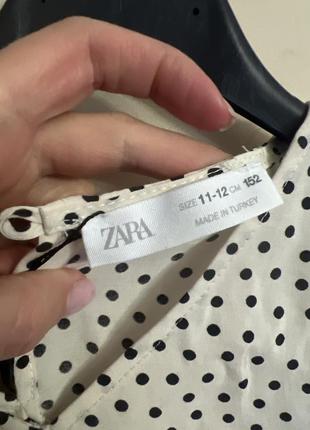 ZARA
SIZE 11-12 CM 152
MADE IN TURKEY